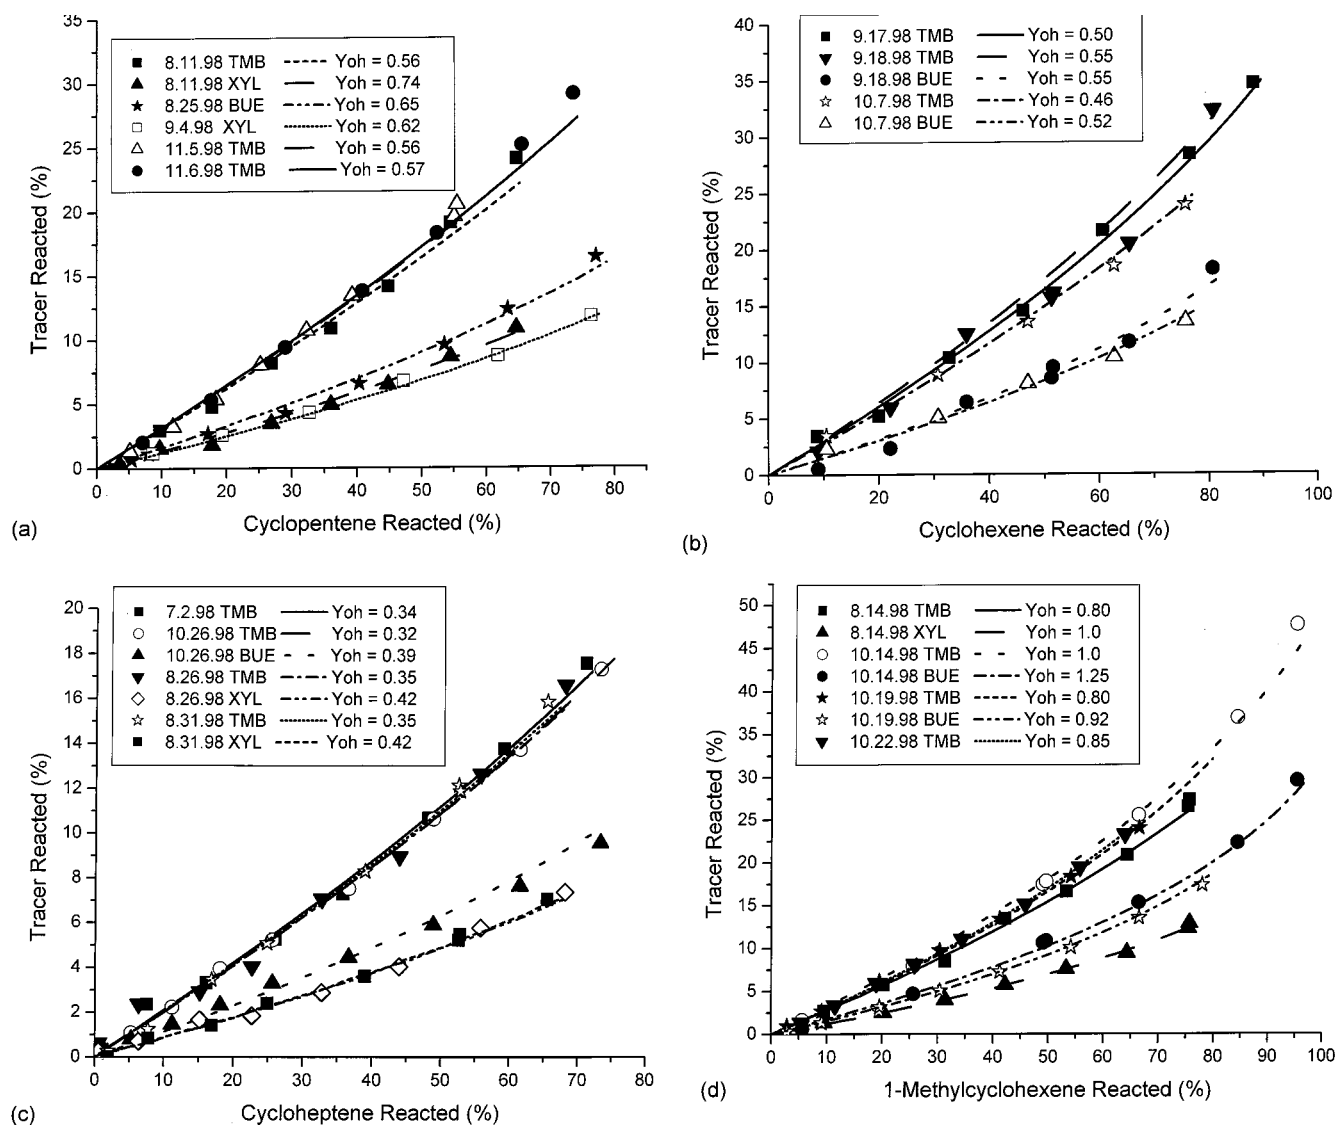 35
30
25
20
15
10
5
0
Tracer Reacted (%)
8.11.98 TMB Yoh = 0.56
8.11.98 XYL Yoh = 0.74
8.25.98 BUE Yoh = 0.65
9.4.98 XYL Yoh = 0.62
11.5.98 TMB Yoh = 0.56
11.6.98 TMB Yoh = 0.57
0 10 20 30 40 50 60 70 80
Cyclopentene Reacted (%)
(a)
40
35
30
25
20
15
10
5
0
Tracer Reacted (%)
9.17.98 TMB Yoh = 0.50
9.18.98 TMB Yoh = 0.55
9.18.98 BUE Yoh = 0.55
10.7.98 TMB Yoh = 0.46
10.7.98 BUE Yoh = 0.52
0 20 40 60 80 100
Cyclohexene Reacted (%)
(b)
20
18
16
14
12
10
8
6
4
2
0
Tracer Reacted (%)
7.2.98 TMB Yoh = 0.34
10.26.98 TMB Yoh = 0.32
10.26.98 BUE Yoh = 0.39
8.26.98 TMB Yoh = 0.35
8.26.98 XYL Yoh = 0.42
8.31.98 TMB Yoh = 0.35
8.31.98 XYL Yoh = 0.42
0 10 20 30 40 50 60 70 80
Cycloheptene Reacted (%)
(c)
50
45
40
35
30
25
20
15
10
5
0
Tracer Reacted (%)
8.14.98 TMB Yoh = 0.80
8.14.98 XYL Yoh = 1.0
10.14.98 TMB Yoh = 1.0
10.14.98 BUE Yoh = 1.25
10.19.98 TMB Yoh = 0.80
10.19.98 BUE Yoh = 0.92
10.22.98 TMB Yoh = 0.85
0 10 20 30 40 50 60 70 80 90 100
1-Methylcyclohexene Reacted (%)
(d)